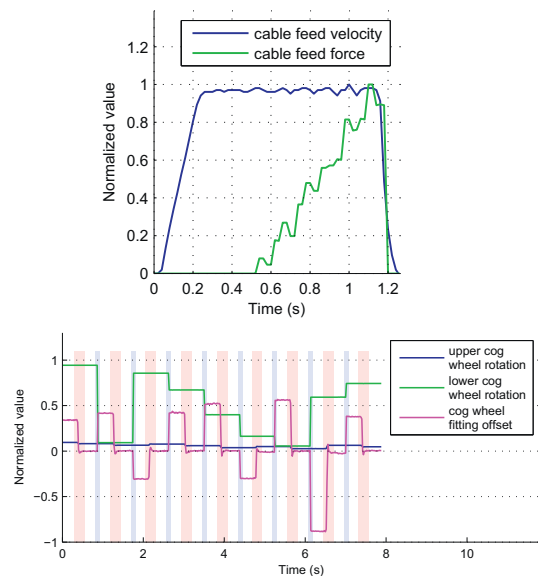 cable feed velocity
cable feed force
Normalized value
1
0.8
0.6
0.4
0.2
0
0 0.2 0.4 0.6 0.8 1 1.2
Time (s)
upper cog
wheel rotation
lower cog
wheel rotation
cog wheel
fitting offset
Normalized value
1
0.5
0
−0.5
−1
0 2 4 6 8 10
Time (s)